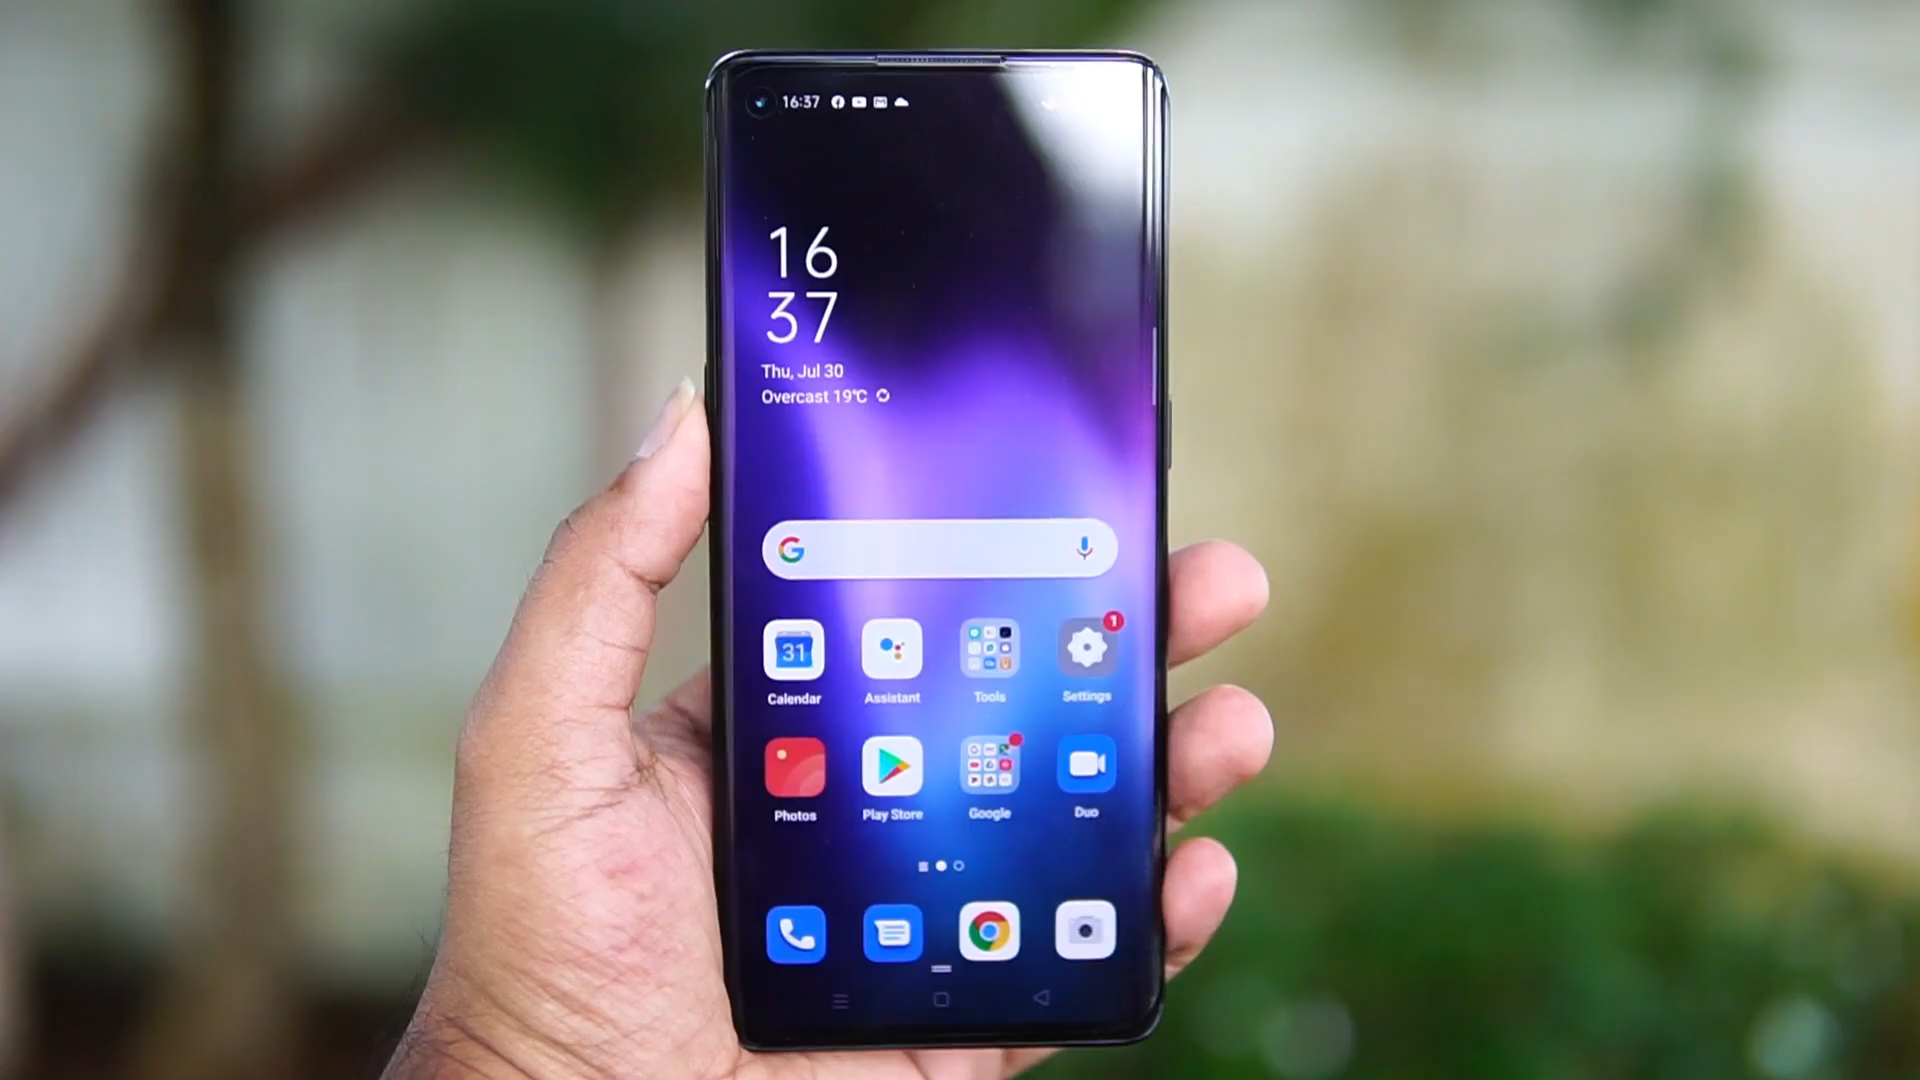 16:37
16
37
Thu, Jul 30
Overcast 19℃
G
31
1
Calendar
Assistant
Tools
Settings
Photos
Play Store
Google
Duo